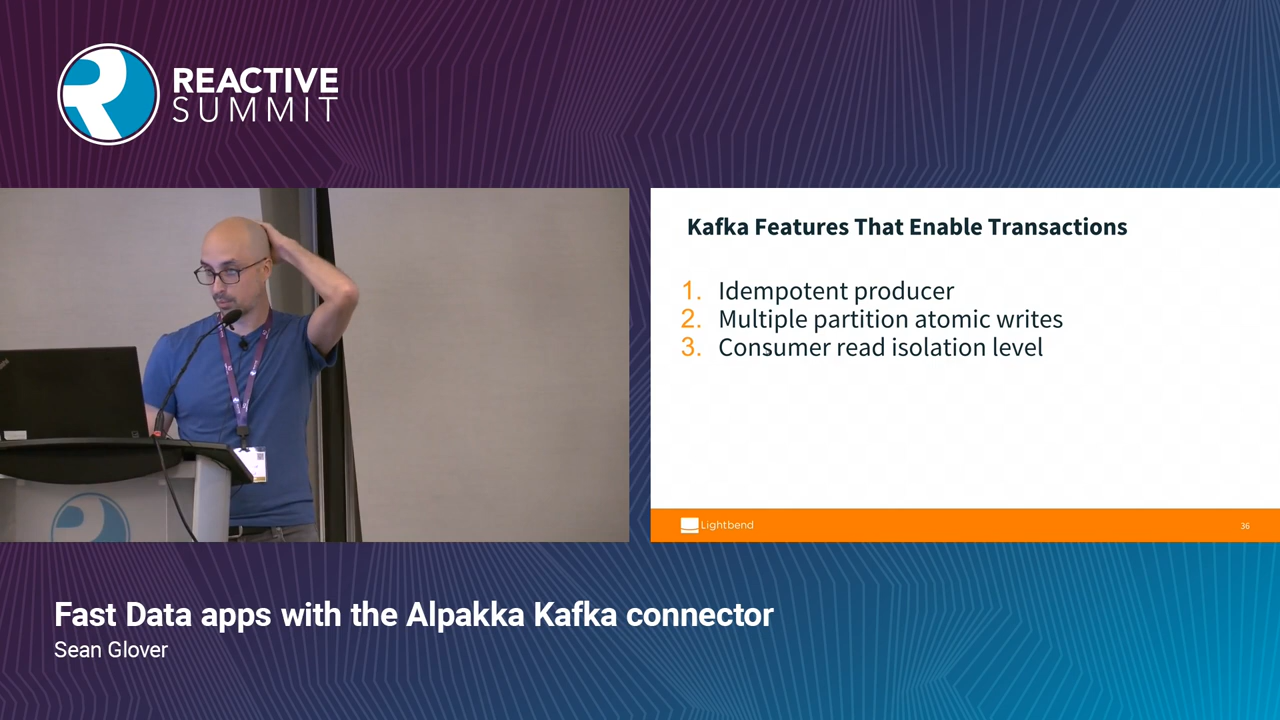 REACTIVE
SUMMIT
Kafka Features That Enable Transactions
1. Idempotent producer
2. Multiple partition atomic writes
3. Consumer read isolation level
Lightbend
36
Fast Data apps with the Alpakka Kafka connector
Sean Glover